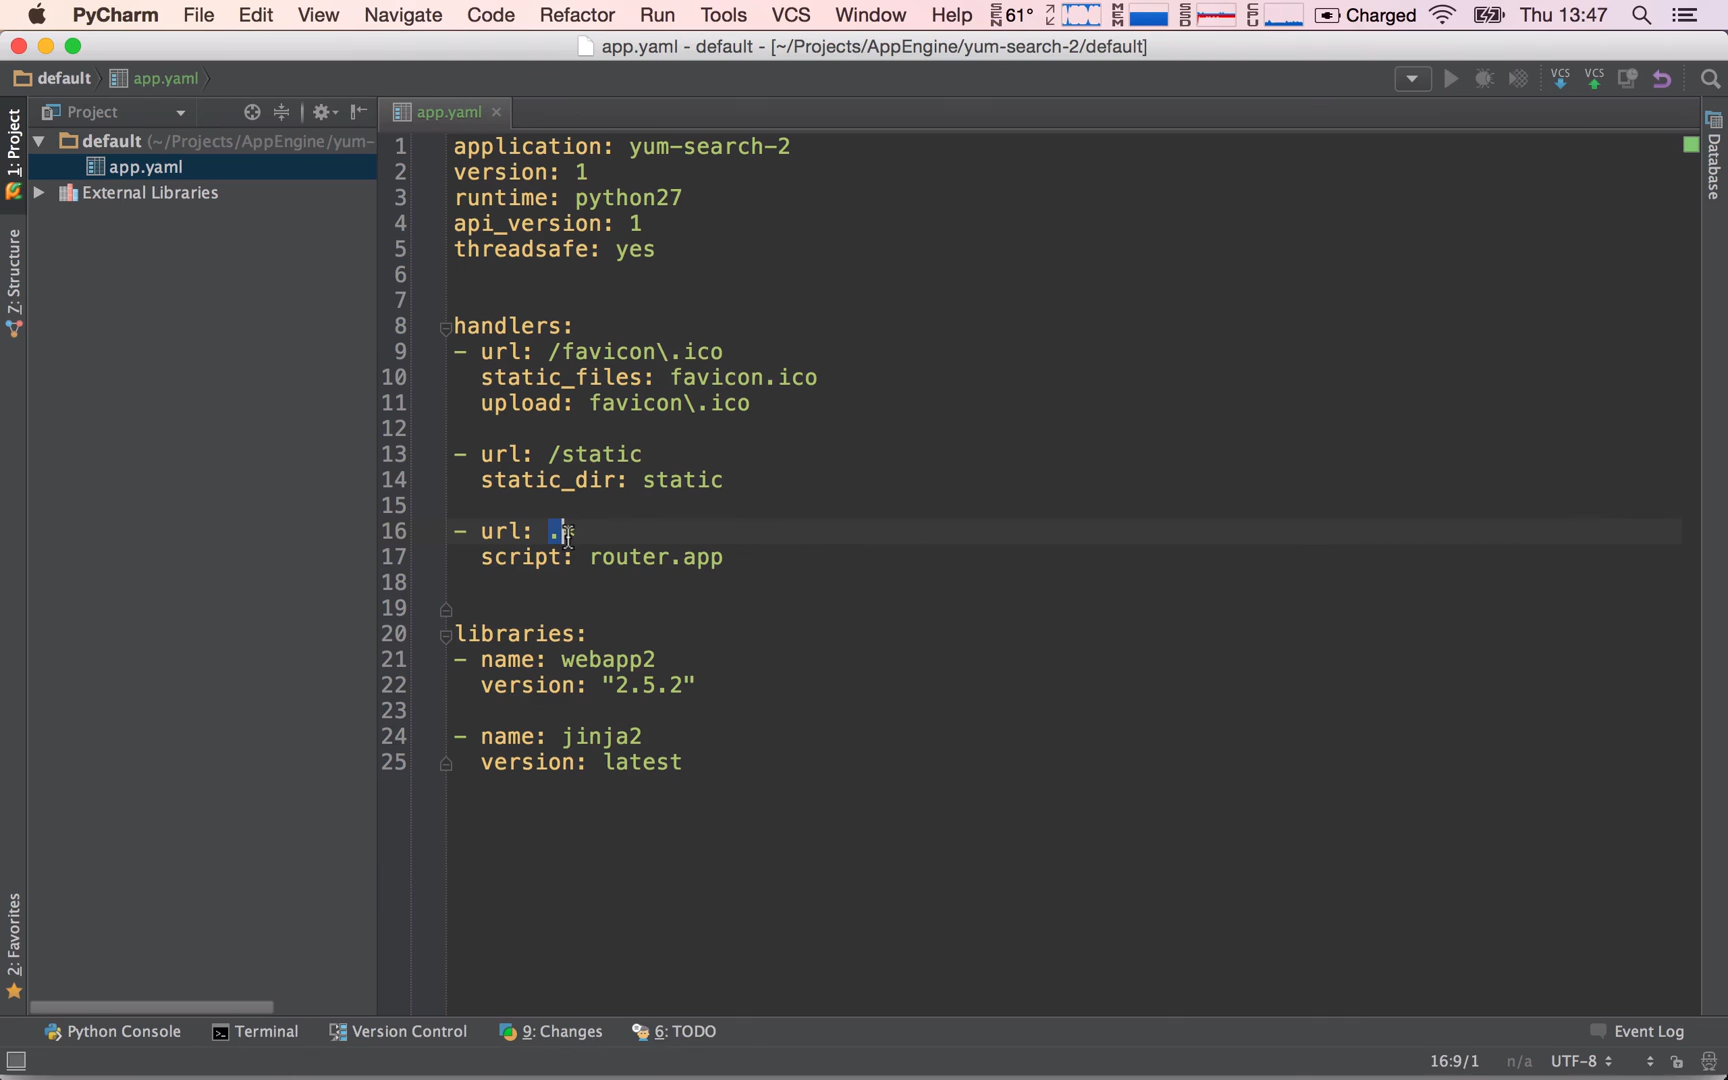 PyCharm File Edit View Navigate Code Refactor Run Tools VCS Window Help SEN 61° MEM SSD CPU Charged Thu 13:47
app.yaml - default - [~/Projects/AppEngine/yum-search-2/default]
default app.yaml VCS VCS
Project app.yaml
1: Project
default (~/Projects/AppEngine/yum-
app.yaml
External Libraries
Z: Structure
2: Favorites
Database
1 application: yum-search-2
2 version: 1
3 runtime: python27
4 api_version: 1
5 threadsafe: yes
6
7
8 handlers:
9 - url: /favicon\.ico
10 static_files: favicon.ico
11 upload: favicon\.ico
12
13 - url: /static
14 static_dir: static
15
16 - url: .
17 script: router.app
18
19
20 libraries:
21 - name: webapp2
22 version: "2.5.2"
23
24 - name: jinja2
25 version: latest
Python Console Terminal Version Control 9: Changes 6: TODO Event Log
16:9/1 n/a UTF-8